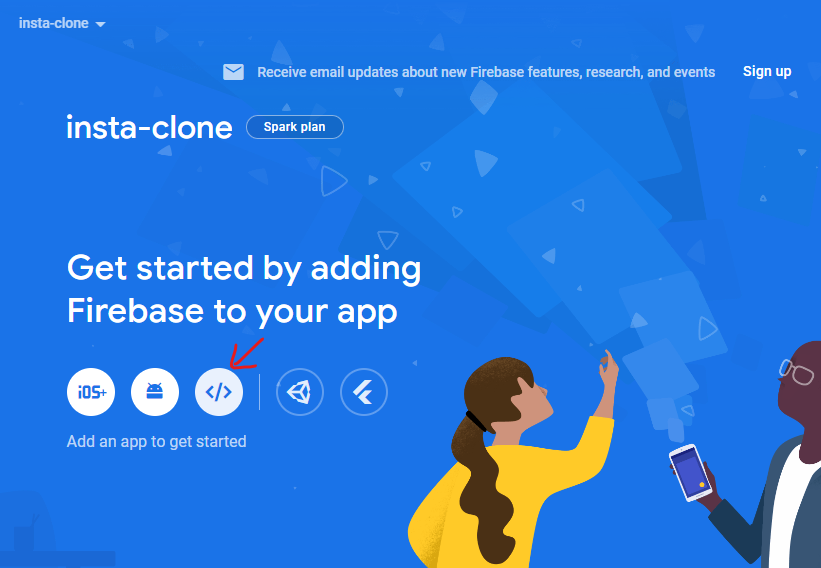 insta-clone
Receive email updates about new Firebase features, research, and events Sign up
insta-clone Spark plan
Get started by adding
Firebase to your app
iOS+ </>
Add an app to get started